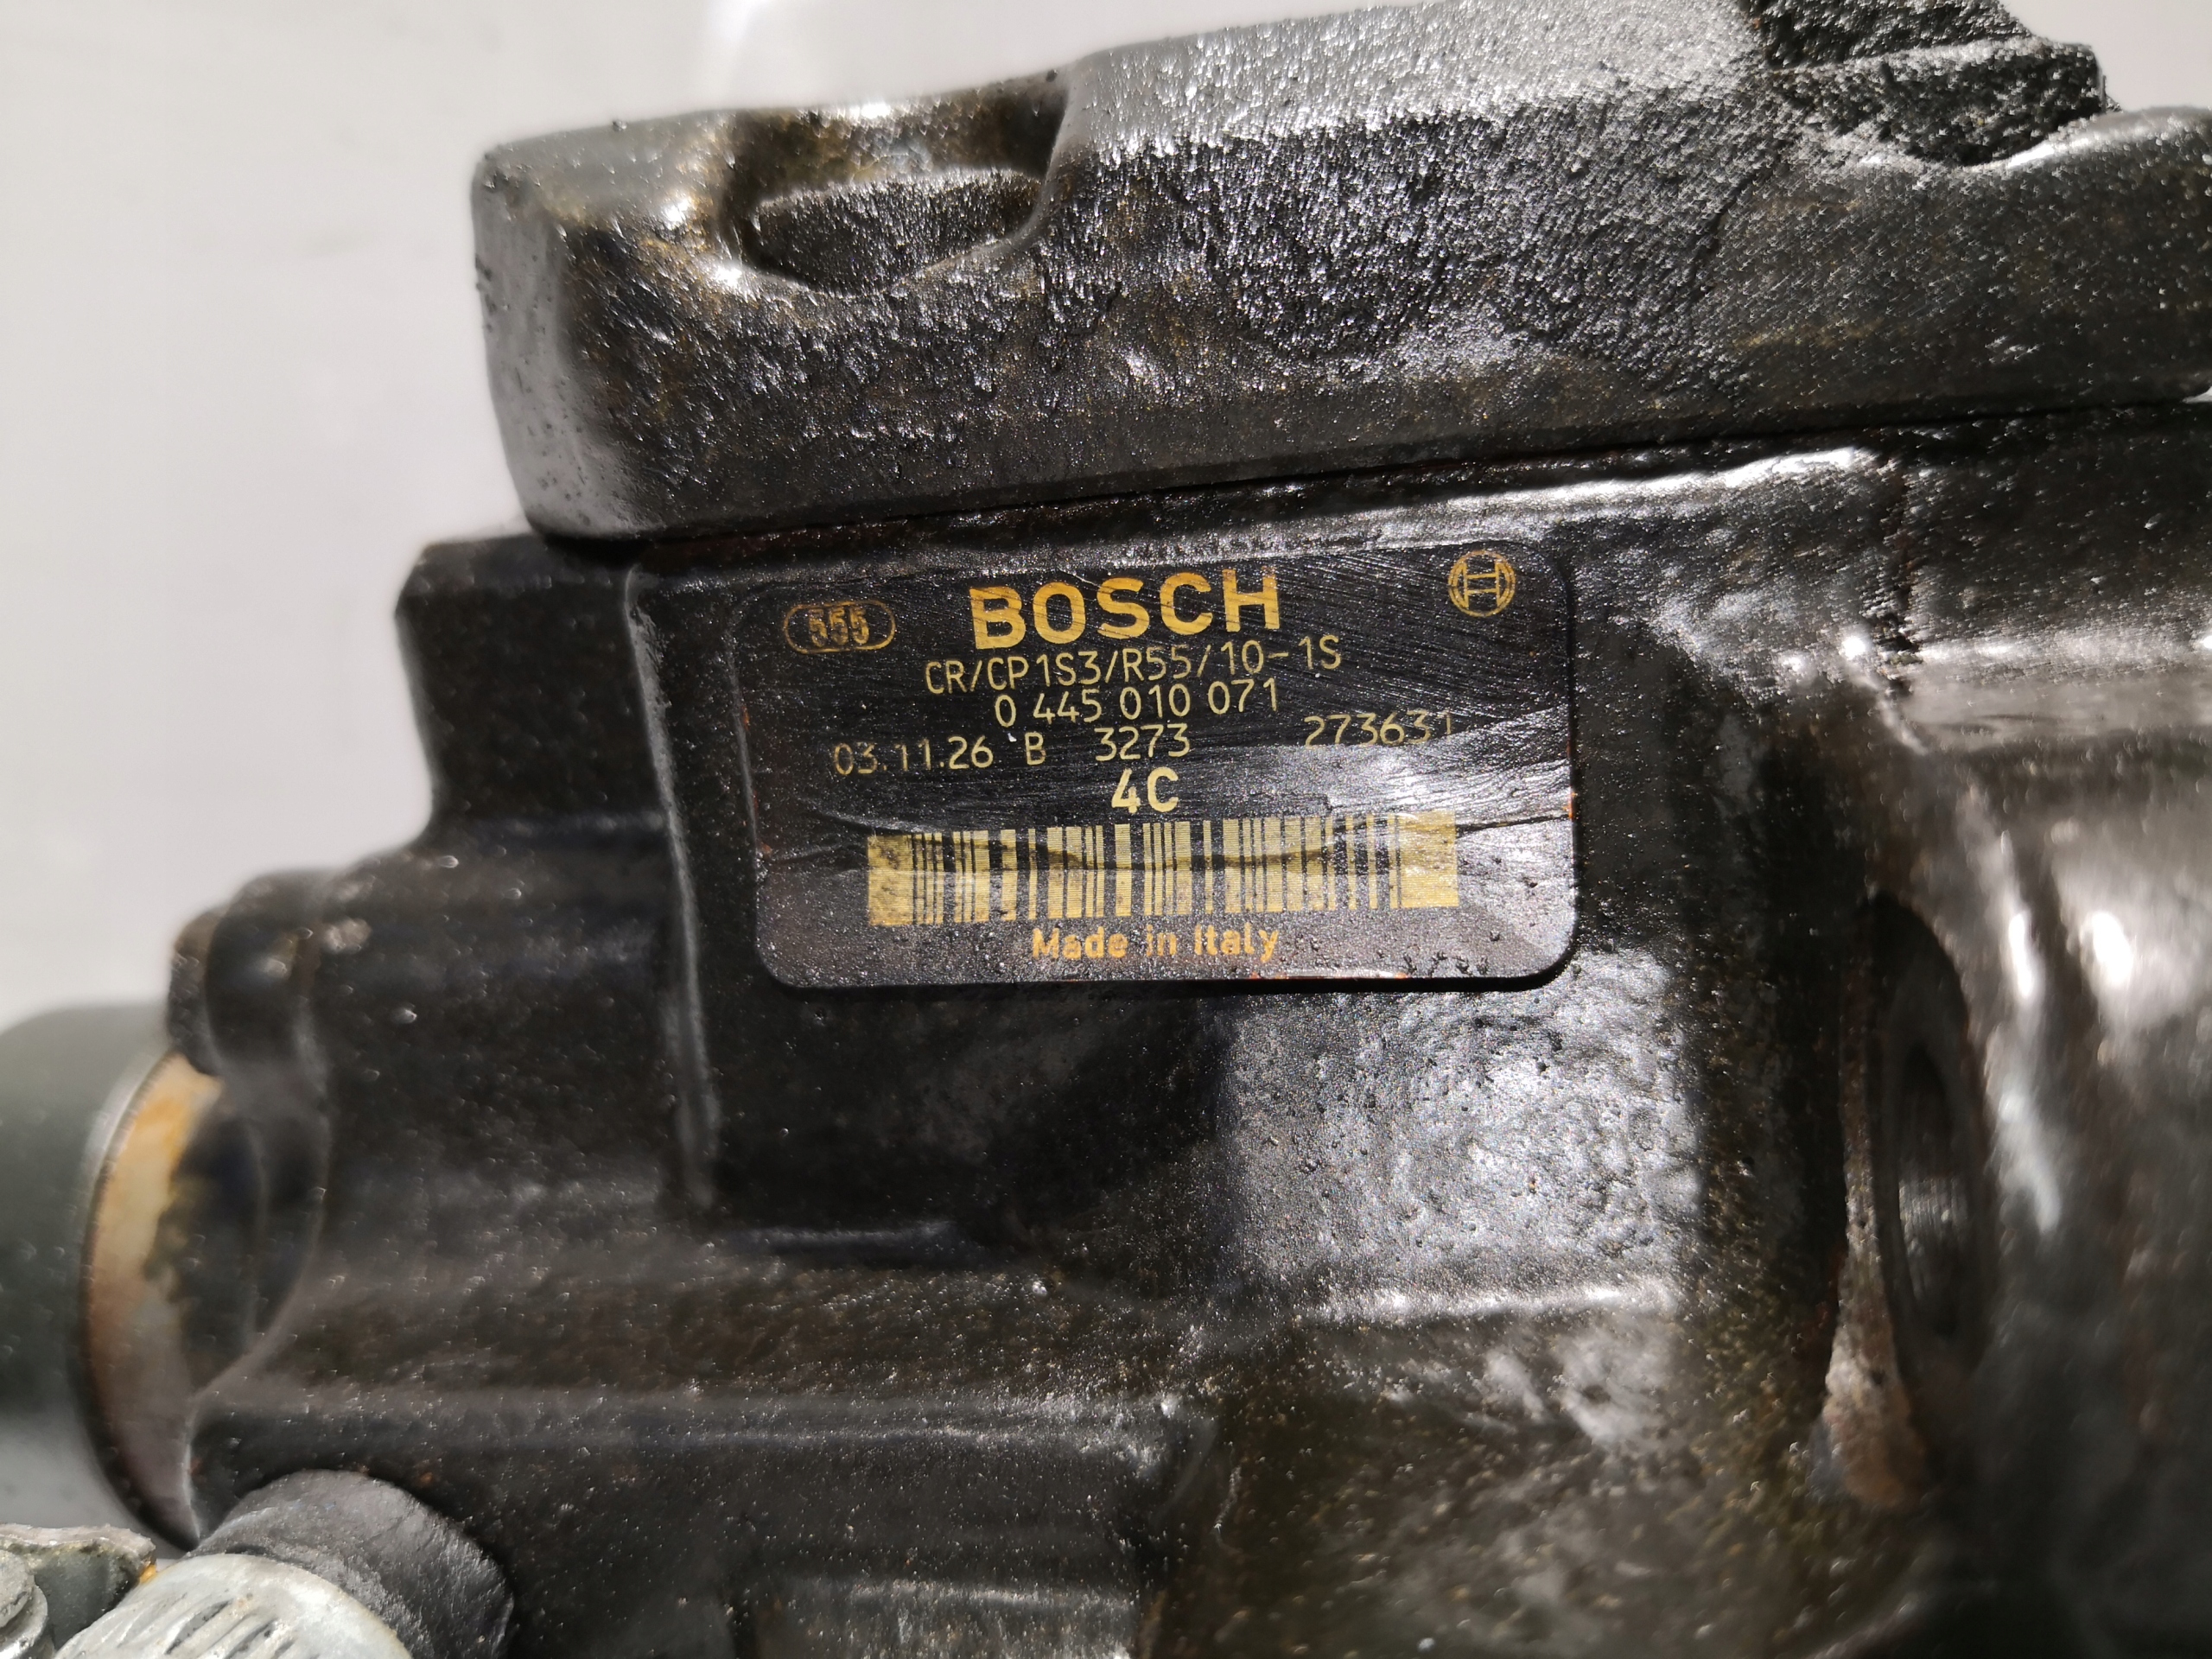 555 BOSCH
CR/CP1S3/R55/10-1S
0 445 010 071
03.11.26 B 3273 273631
4C
Made in Italy